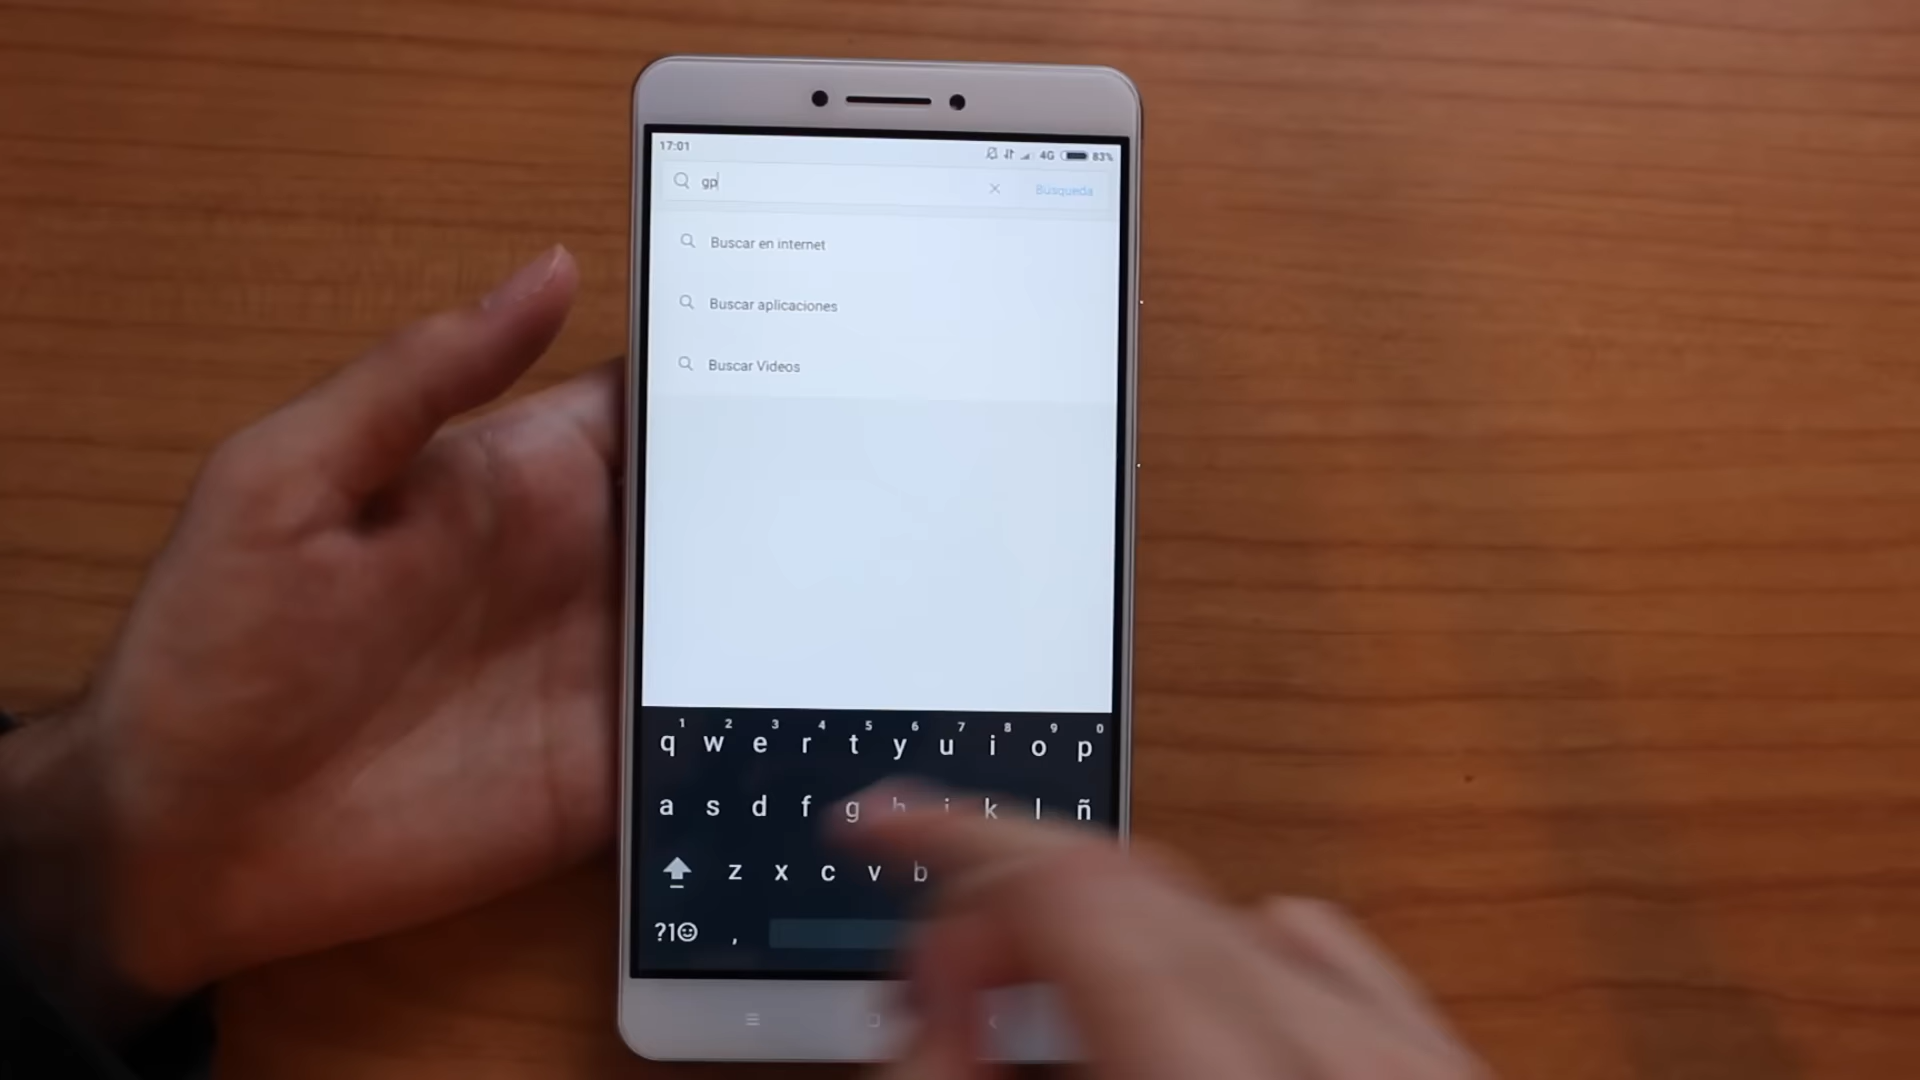 17:01 4G 83%
gp Busqueda
Buscar en internet
Buscar aplicaciones
Buscar Videos
1 2 3 4 5 6 7 8 9 0
q w e r t y u i o p
a s d f g h j k l ñ
z x c v b
?1☺ ,